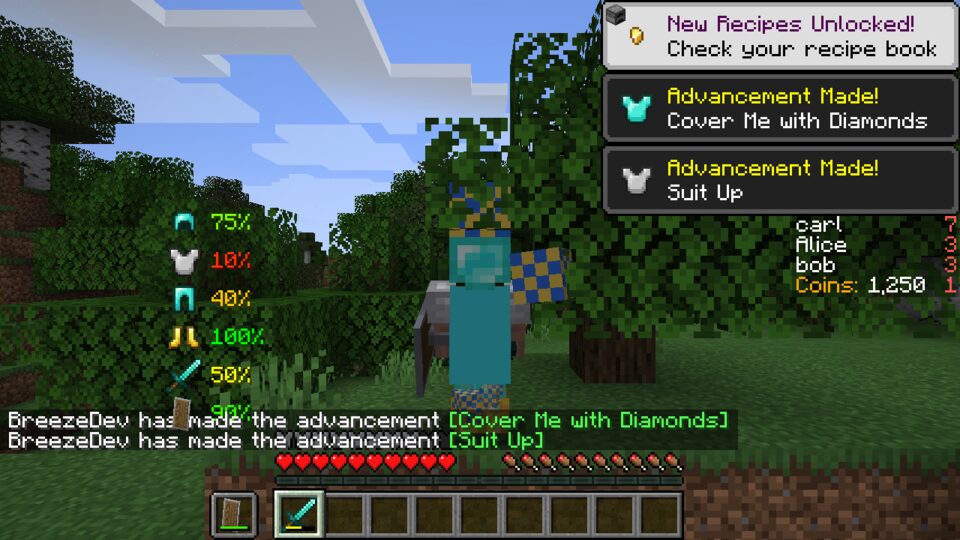 New Recipes Unlocked!
Check your recipe book
Advancement Made!
Cover Me with Diamonds
Advancement Made!
Suit Up
carl 7
Alice 3
bob 3
Coins: 1,250 1
75%
10%
40%
100%
50%
90%
BreezeDev has made the advancement [Cover Me with Diamonds]
BreezeDev has made the advancement [Suit Up]